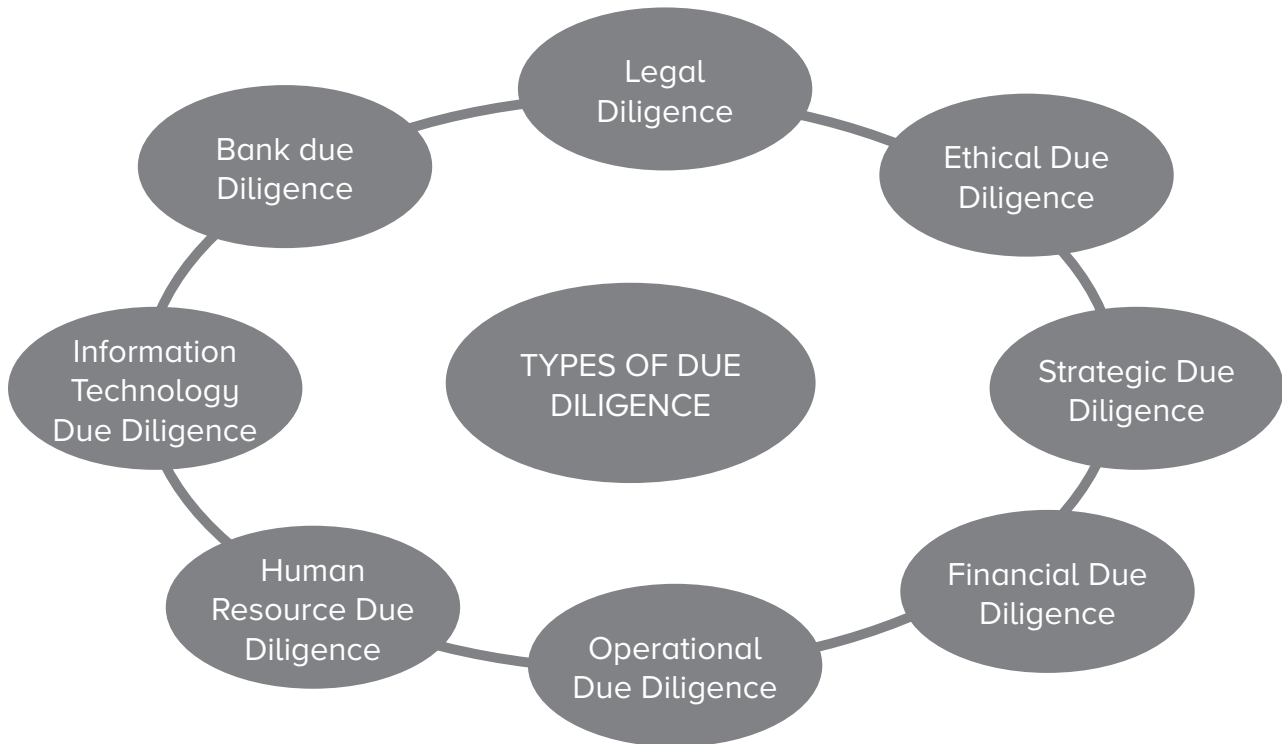 Legal
Diligence
Ethical Due
Diligence
Strategic Due
Diligence
Financial Due
Diligence
Operational
Due Diligence
Human
Resource Due
Diligence
Information
Technology
Due Diligence
Bank due
Diligence
TYPES OF DUE
DILIGENCE